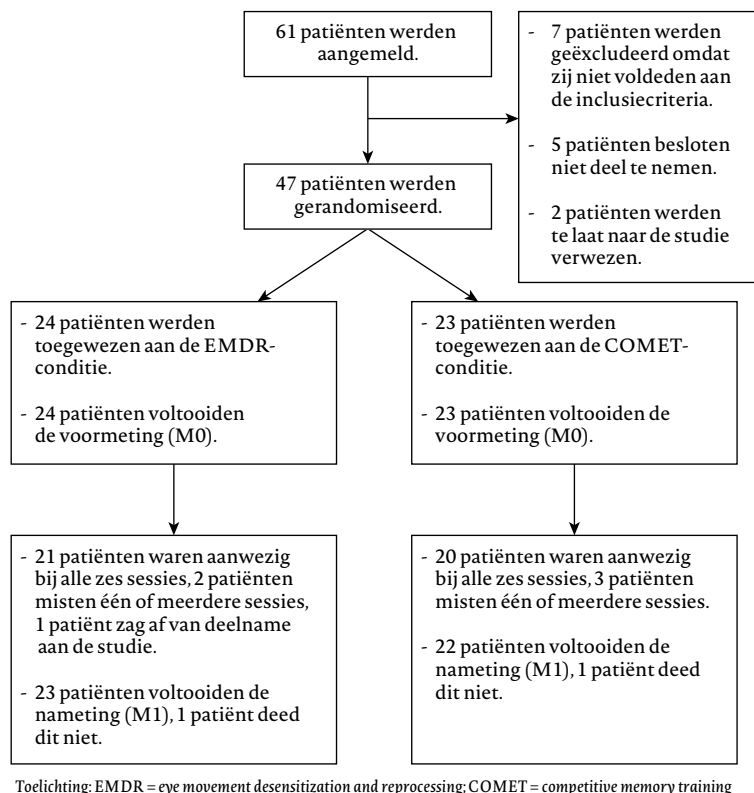 61 patiënten werden
aangemeld.
- 7 patiënten werden
geëxcludeerd omdat
zij niet voldeden aan
de inclusiecriteria.
- 5 patiënten besloten
niet deel te nemen.
- 2 patiënten werden
te laat naar de studie
verwezen.
47 patiënten werden
gerandomiseerd.
- 24 patiënten werden
toegewezen aan de EMDR-
conditie.
- 24 patiënten voltooiden
de voormeting (M0).
- 23 patiënten werden
toegewezen aan de COMET-
conditie.
- 23 patiënten voltooiden de
voormeting (M0).
- 21 patiënten waren aanwezig
bij alle zes sessies, 2 patiënten
misten één of meerdere sessies,
1 patiënt zag af van deelname
aan de studie.
- 23 patiënten voltooiden de
nameting (M1), 1 patiënt deed
dit niet.
- 20 patiënten waren aanwezig
bij alle zes sessies, 3 patiënten
misten één of meerdere sessies.
- 22 patiënten voltooiden de
nameting (M1), 1 patiënt deed
dit niet.
Toelichting: EMDR = eye movement desensitization and reprocessing; COMET = competitive memory training